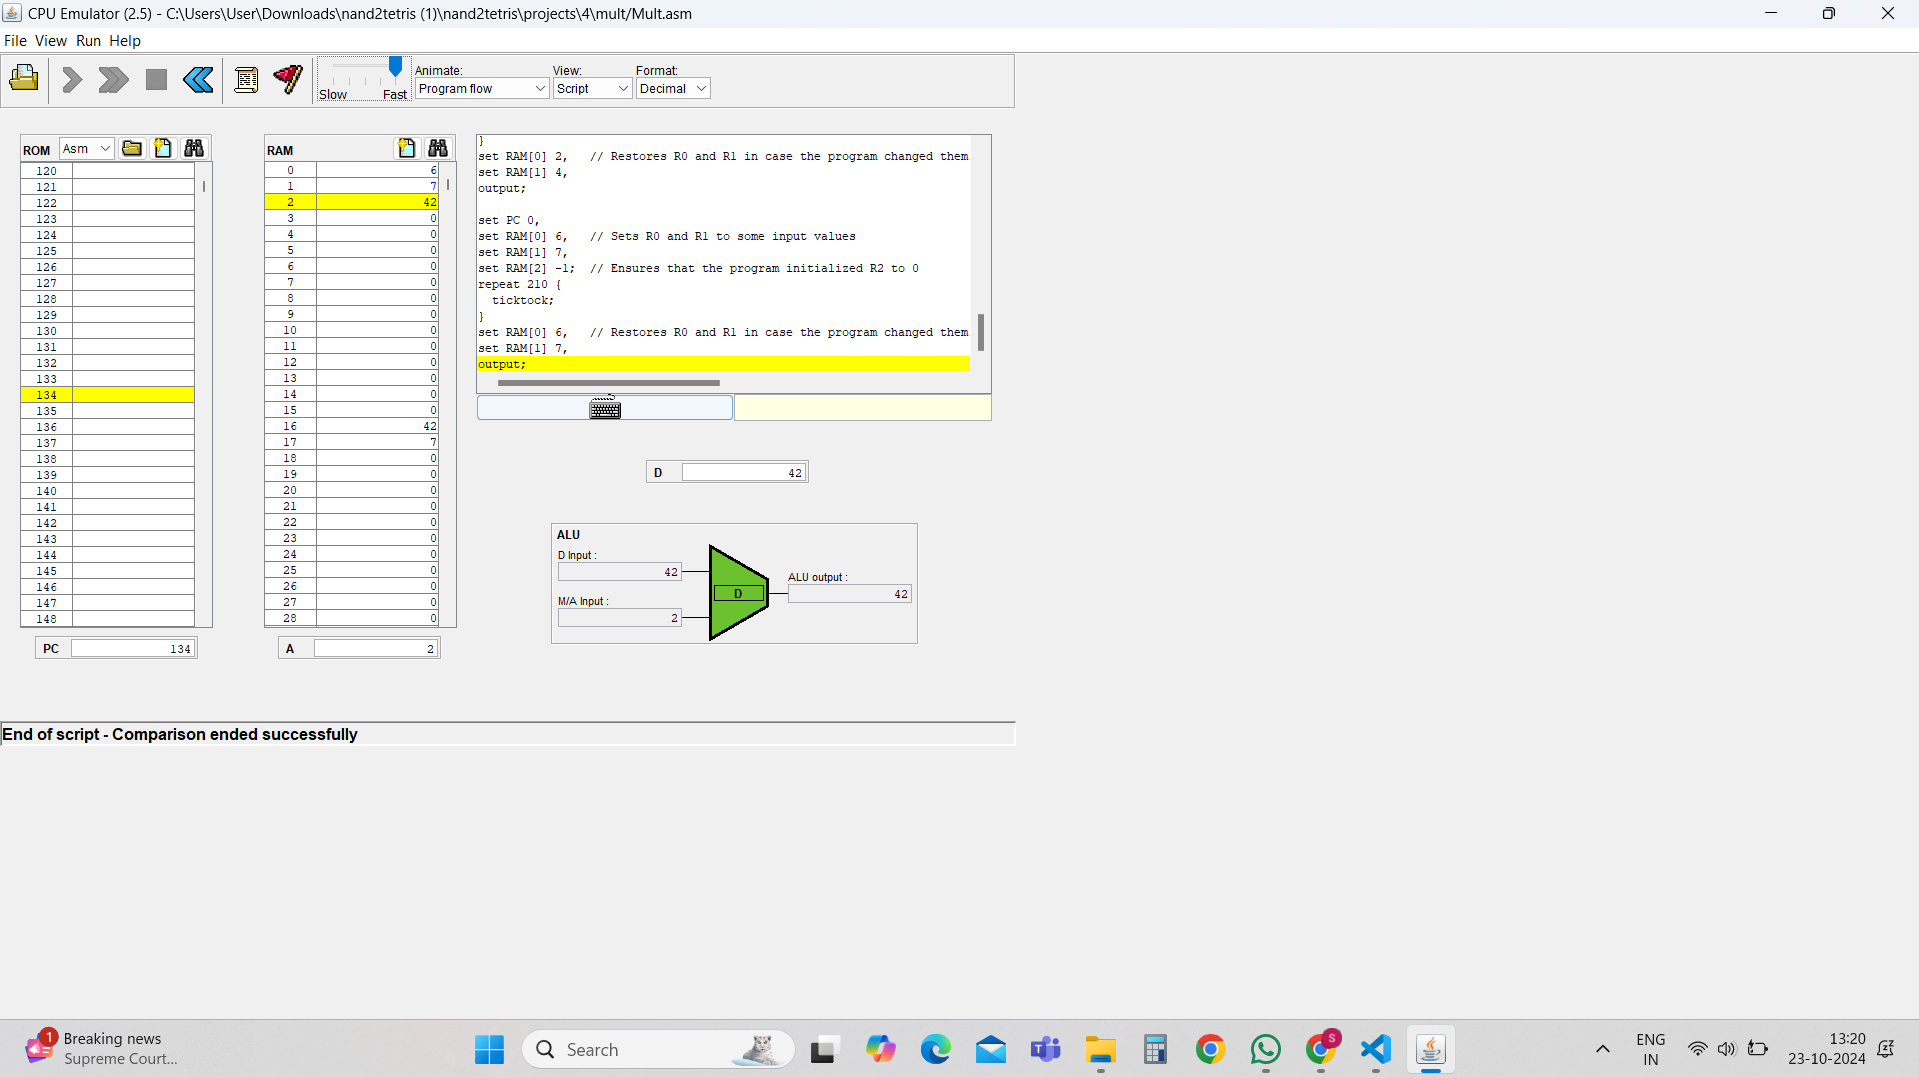 CPU Emulator (2.5) - C:\Users\User\Downloads\nand2tetris (1)\nand2tetris\projects\4\mult/Mult.asm
File View Run Help
Slow Fast
Animate:
Program flow
View:
Script
Format:
Decimal
ROM Asm
120
121
122
123
124
125
126
127
128
129
130
131
132
133
134
135
136
137
138
139
140
141
142
143
144
145
146
147
148
PC 134
RAM
0 6
1 7
2 42
3 0
4 0
5 0
6 0
7 0
8 0
9 0
10 0
11 0
12 0
13 0
14 0
15 0
16 42
17 7
18 0
19 0
20 0
21 0
22 0
23 0
24 0
25 0
26 0
27 0
28 0
A 2
}
set RAM[0] 2,   // Restores R0 and R1 in case the program changed them
set RAM[1] 4,
output;
set PC 0,
set RAM[0] 6,   // Sets R0 and R1 to some input values
set RAM[1] 7,
set RAM[2] -1;  // Ensures that the program initialized R2 to 0
repeat 210 {
  ticktock;
}
set RAM[0] 6,   // Restores R0 and R1 in case the program changed them
set RAM[1] 7,
output;
D 42
ALU
D Input :
42
M/A Input :
2
D
ALU output :
42
End of script - Comparison ended successfully
1
Breaking news
Supreme Court...
Search
S
ENG
IN
13:20
23-10-2024